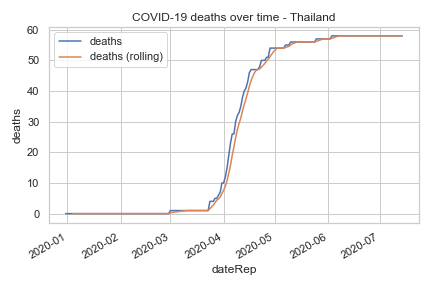 COVID-19 deaths over time - Thailand
deaths
deaths (rolling)
60
50
40
30
20
10
0
deaths
2020-01
2020-02
2020-03
2020-04
2020-05
2020-06
2020-07
dateRep